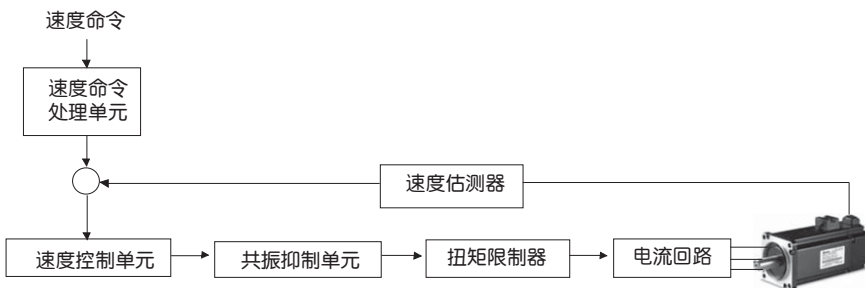 速度命令
速度命令
处理单元
速度估测器
速度控制单元
共振抑制单元
扭矩限制器
电流回路